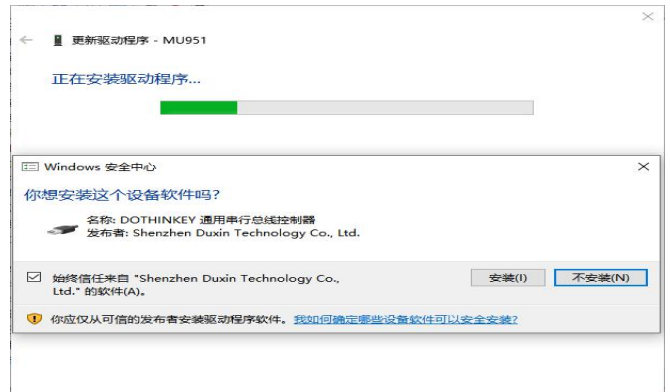 更新驱动程序 - MU951
正在安装驱动程序...
Windows 安全中心
你想安装这个设备软件吗?
名称: DOTHINKEY 通用串行总线控制器
发布者: Shenzhen Duxin Technology Co., Ltd.
始终信任来自 "Shenzhen Duxin Technology Co.,
Ltd." 的软件(A)。
安装(I)
不安装(N)
你应仅从可信的发布者安装驱动程序软件。我如何确定哪些设备软件可以安全安装?